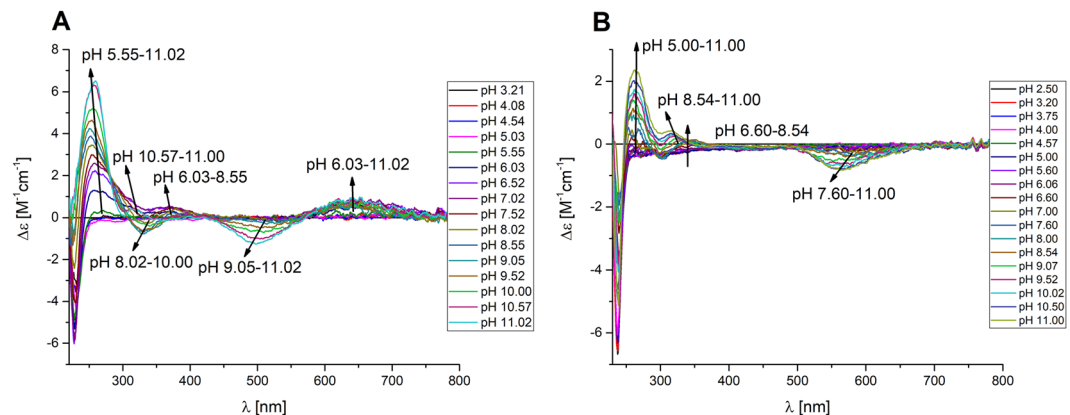 A
pH 5.55-11.02
pH 10.57-11.00
pH 6.03-8.55
pH 6.03-11.02
pH 8.02-10.00
pH 9.05-11.02
8
6
4
2
0
-2
-4
-6
300
400
500
600
700
800
Δε [M⁻¹cm⁻¹]
λ [nm]
pH 3.21
pH 4.08
pH 4.54
pH 5.03
pH 5.55
pH 6.03
pH 6.52
pH 7.02
pH 7.52
pH 8.02
pH 8.55
pH 9.05
pH 9.52
pH 10.00
pH 10.57
pH 11.02
B
pH 5.00-11.00
pH 8.54-11.00
pH 6.60-8.54
pH 7.60-11.00
2
0
-2
-4
-6
300
400
500
600
700
800
Δε [M⁻¹cm⁻¹]
λ [nm]
pH 2.50
pH 3.20
pH 3.75
pH 4.00
pH 4.57
pH 5.00
pH 5.60
pH 6.06
pH 6.60
pH 7.00
pH 7.60
pH 8.00
pH 8.54
pH 9.07
pH 9.52
pH 10.02
pH 10.50
pH 11.00